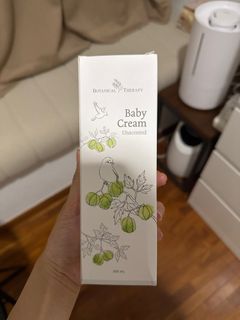 BOTANICAL THERAPY
Baby
Cream
Unscented